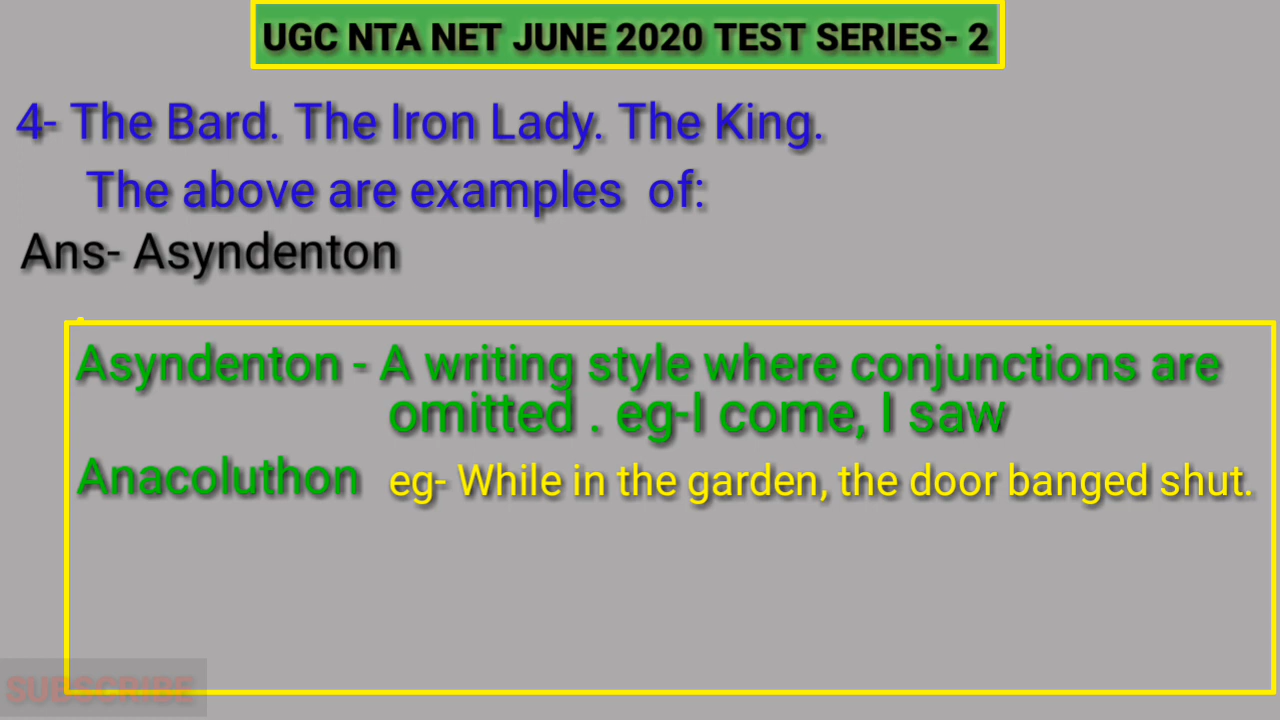 UGC NTA NET JUNE 2020 TEST SERIES- 2
4- The Bard. The Iron Lady. The King.
The above are examples of:
Ans- Asyndenton
Asyndenton - A writing style where conjunctions are
omitted . eg-I come, I saw
Anacoluthon eg- While in the garden, the door banged shut.
SUBSCRIBE